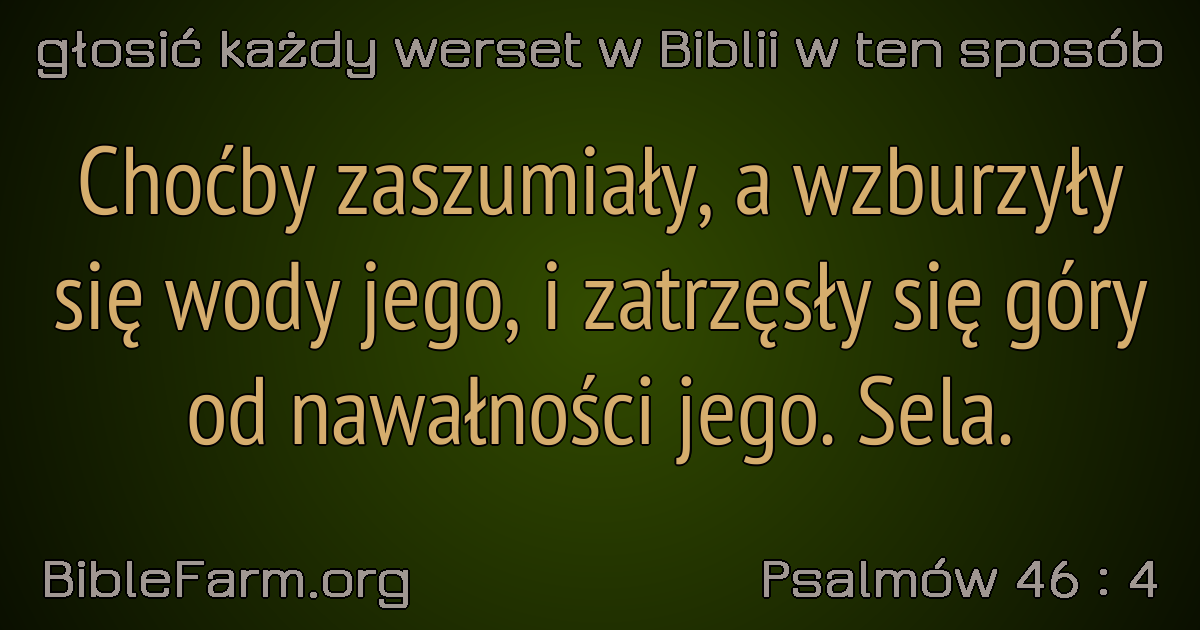 głosić każdy werset w Biblii w ten sposób
Choćby zaszumiały, a wzburzyły
się wody jego, i zatrzęsły się góry
od nawałności jego. Sela.
BibleFarm.org
Psalmów 46 : 4